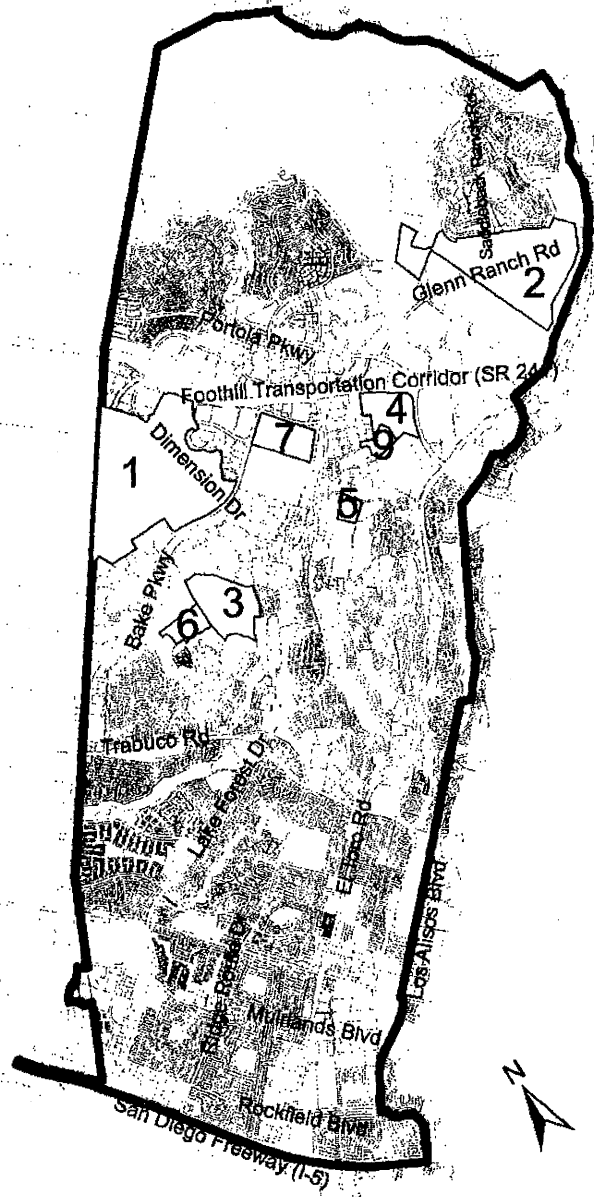 Saddleback Ranch Rd
Glenn Ranch Rd
2
Portola Pkwy
Foothill Transportation Corridor (SR 241)
4
7
9
Dimension Dr
1
5
Bake Pkwy
3
6
Trabuco Rd
Lake Forest Dr
El Toro Rd
Los Alisos Blvd
Ridge Route Dr
Muirlands Blvd
Rockfield Blvd
San Diego Freeway (I-5)
N